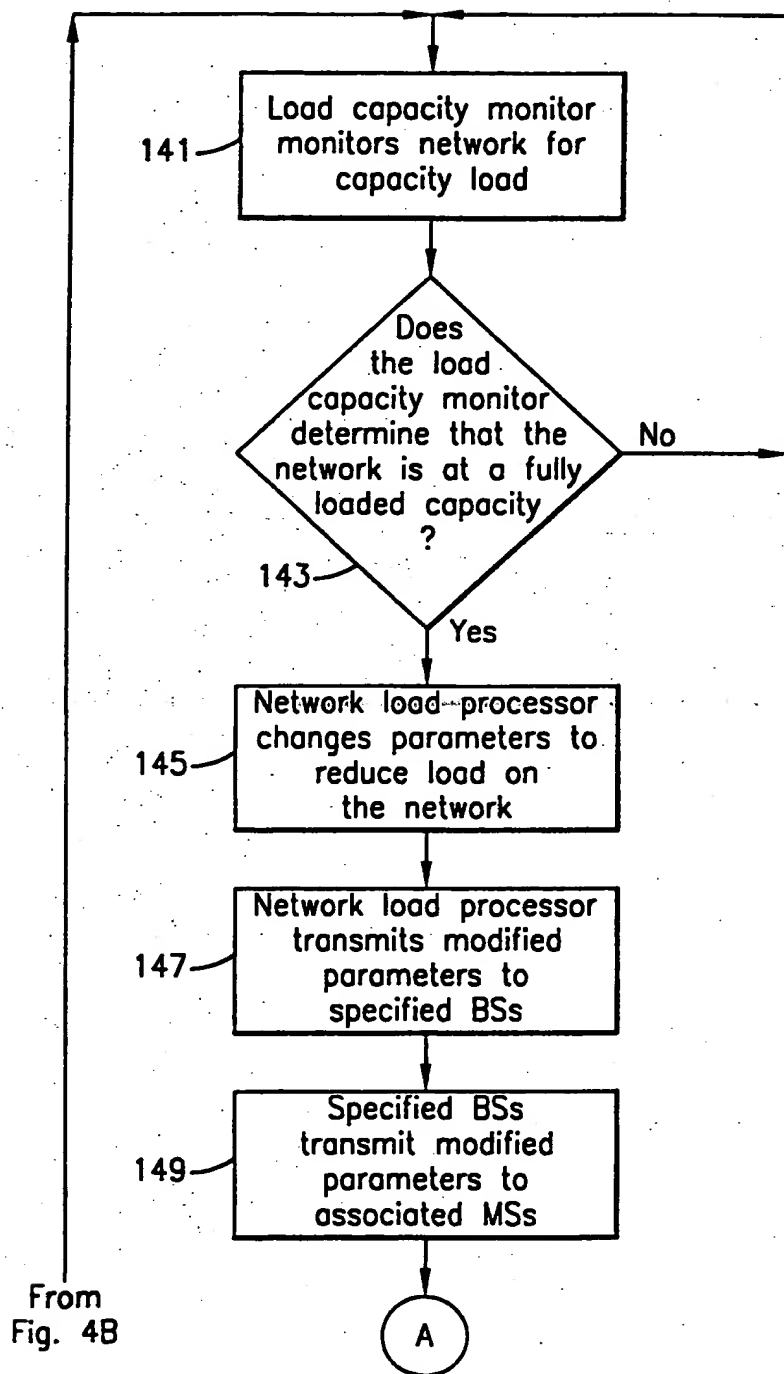 141
Load capacity monitor
monitors network for
capacity load
Does
the load
capacity monitor
determine that the
network is at a fully
loaded capacity
?
No
143
Yes
145
Network load processor
changes parameters to
reduce load on
the network
147
Network load processor
transmits modified
parameters to
specified BSs
149
Specified BSs
transmit modified
parameters to
associated MSs
From
Fig. 4B
A